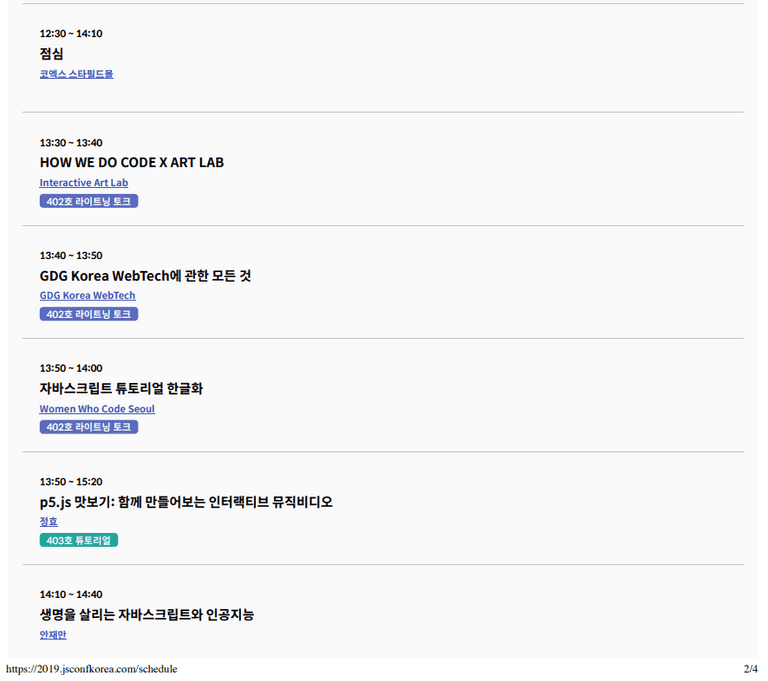 12:30 ~ 14:10
점심
코엑스 스타필드몰
13:30 ~ 13:40
HOW WE DO CODE X ART LAB
Interactive Art Lab
402호 라이트닝 토크
13:40 ~ 13:50
GDG Korea WebTech에 관한 모든 것
GDG Korea WebTech
402호 라이트닝 토크
13:50 ~ 14:00
자바스크립트 튜토리얼 한글화
Women Who Code Seoul
402호 라이트닝 토크
13:50 ~ 15:20
p5.js 맛보기: 함께 만들어보는 인터랙티브 뮤직비디오
정효
403호 튜토리얼
14:10 ~ 14:40
생명을 살리는 자바스크립트와 인공지능
안재만
https://2019.jsconfkorea.com/schedule 2/4